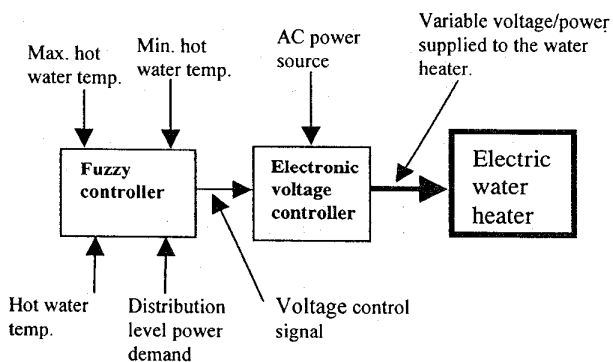 Max. hot
water temp.
Min. hot
water temp.
AC power
source
Variable voltage/power
supplied to the water
heater.
Fuzzy
controller
Electronic
voltage
controller
Electric
water
heater
Hot water
temp.
Distribution
level power
demand
Voltage control
signal